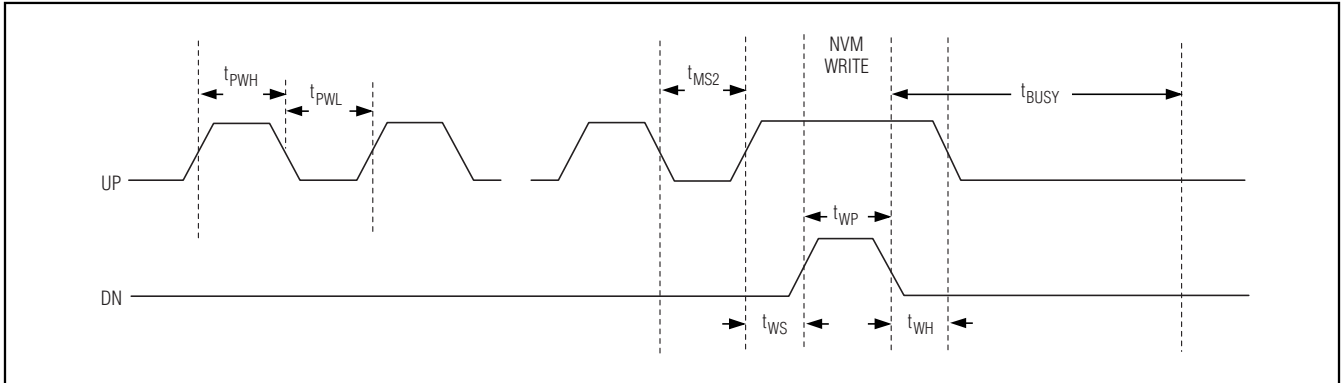 NVM
WRITE
tPWH
tPWL
tMS2
tBUSY
UP
tWP
DN
tWS
tWH